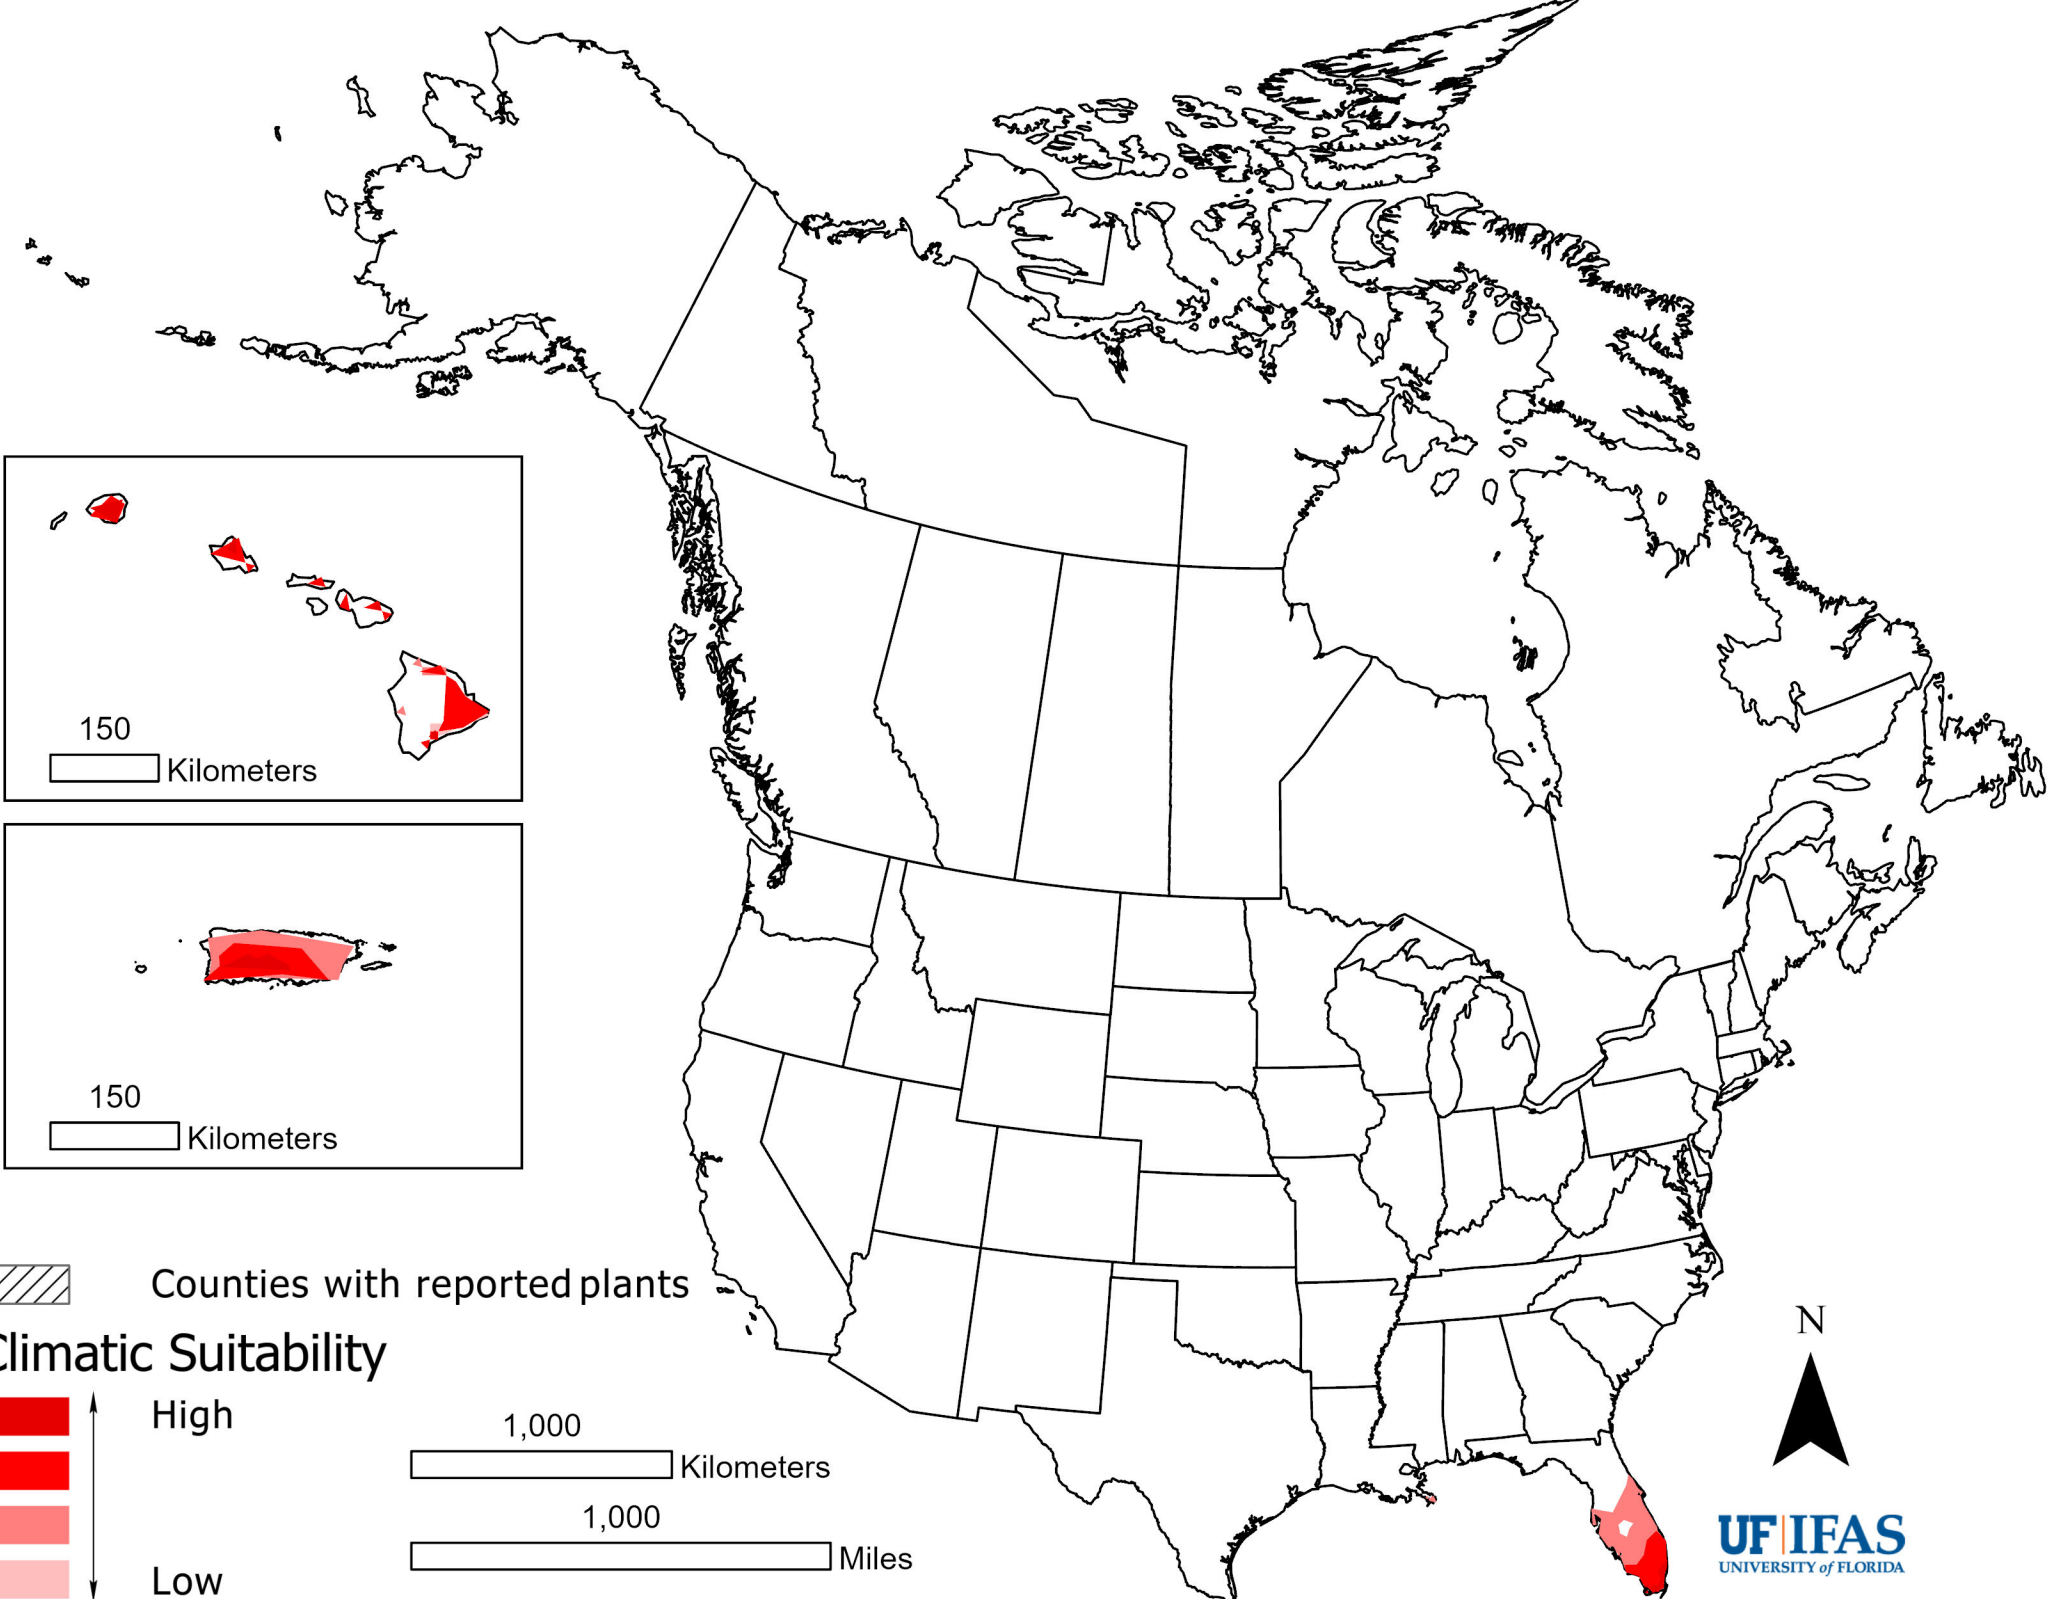 150
Kilometers
150
Kilometers
Counties with reported plants
Climatic Suitability
High
Low
1,000
Kilometers
1,000
Miles
N
UF|IFAS
UNIVERSITY of FLORIDA